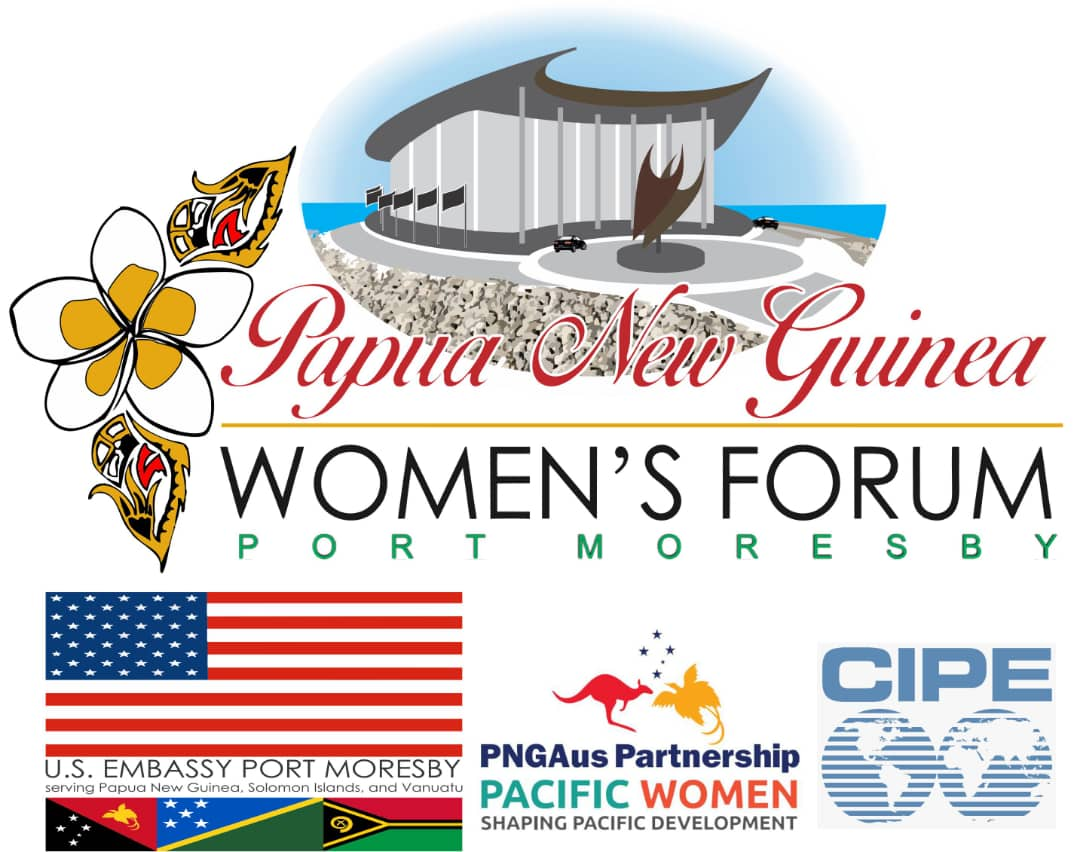 Papua New Guinea
WOMEN'S FORUM
PORT MORESBY
U.S. EMBASSY PORT MORESBY
serving Papua New Guinea, Solomon Islands, and Vanuatu
PNGAus Partnership
PACIFIC WOMEN
SHAPING PACIFIC DEVELOPMENT
CIPE